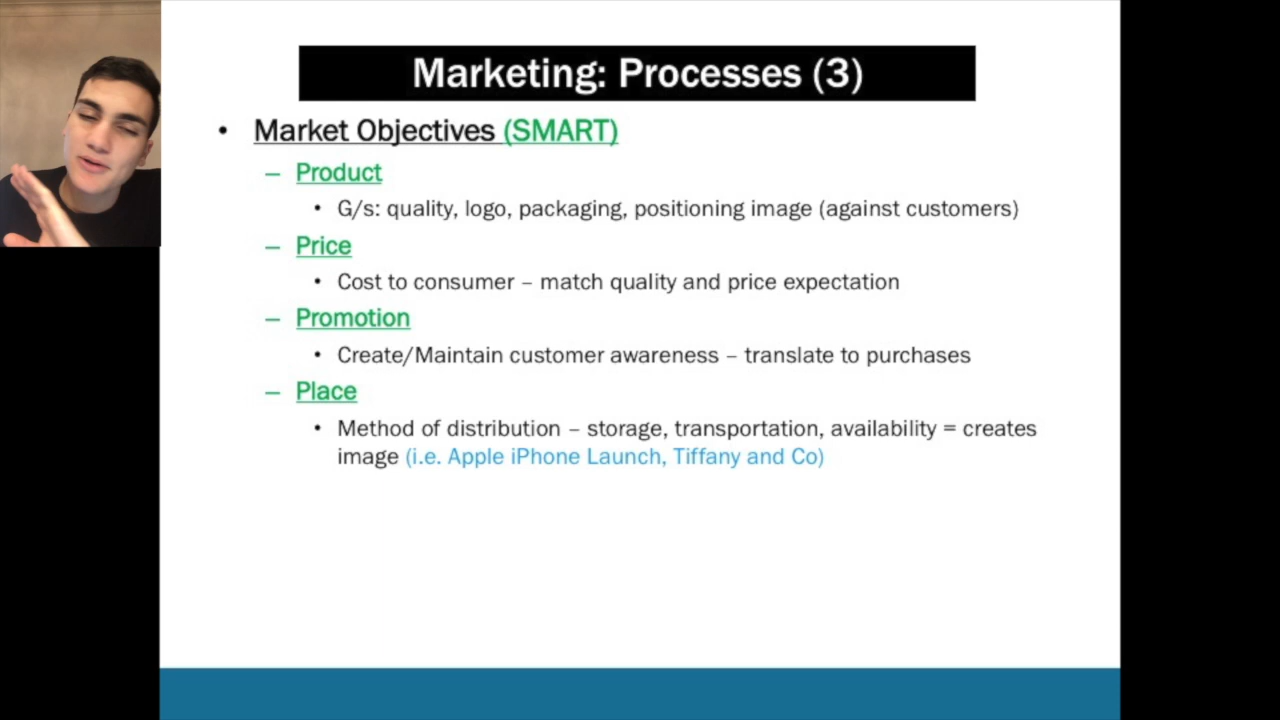 Marketing: Processes (3)
• Market Objectives (SMART)
– Product
• G/s: quality, logo, packaging, positioning image (against customers)
– Price
• Cost to consumer – match quality and price expectation
– Promotion
• Create/Maintain customer awareness – translate to purchases
– Place
• Method of distribution – storage, transportation, availability = creates
image (i.e. Apple iPhone Launch, Tiffany and Co)